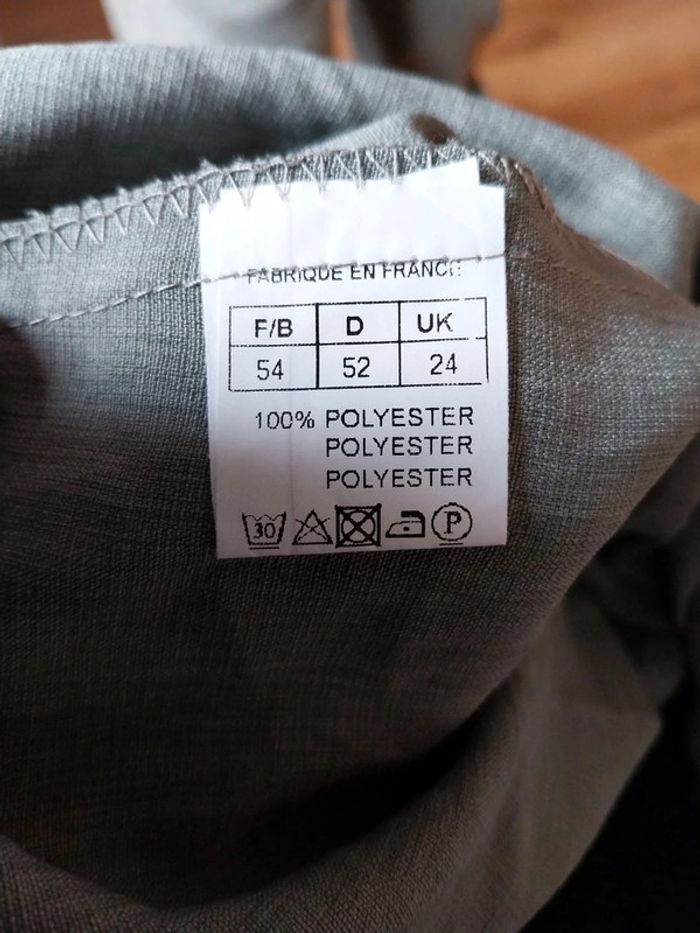 FABRIQUE EN FRANCE
F/B D UK
54 52 24
100% POLYESTER
POLYESTER
POLYESTER
30 P